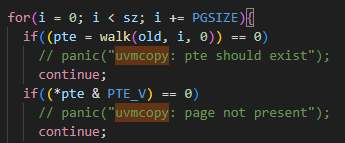 for(i = 0; i < sz; i += PGSIZE){
if((pte = walk(old, i, 0)) == 0)
// panic("uvmcopy: pte should exist");
continue;
if((*pte & PTE_V) == 0)
// panic("uvmcopy: page not present");
continue;